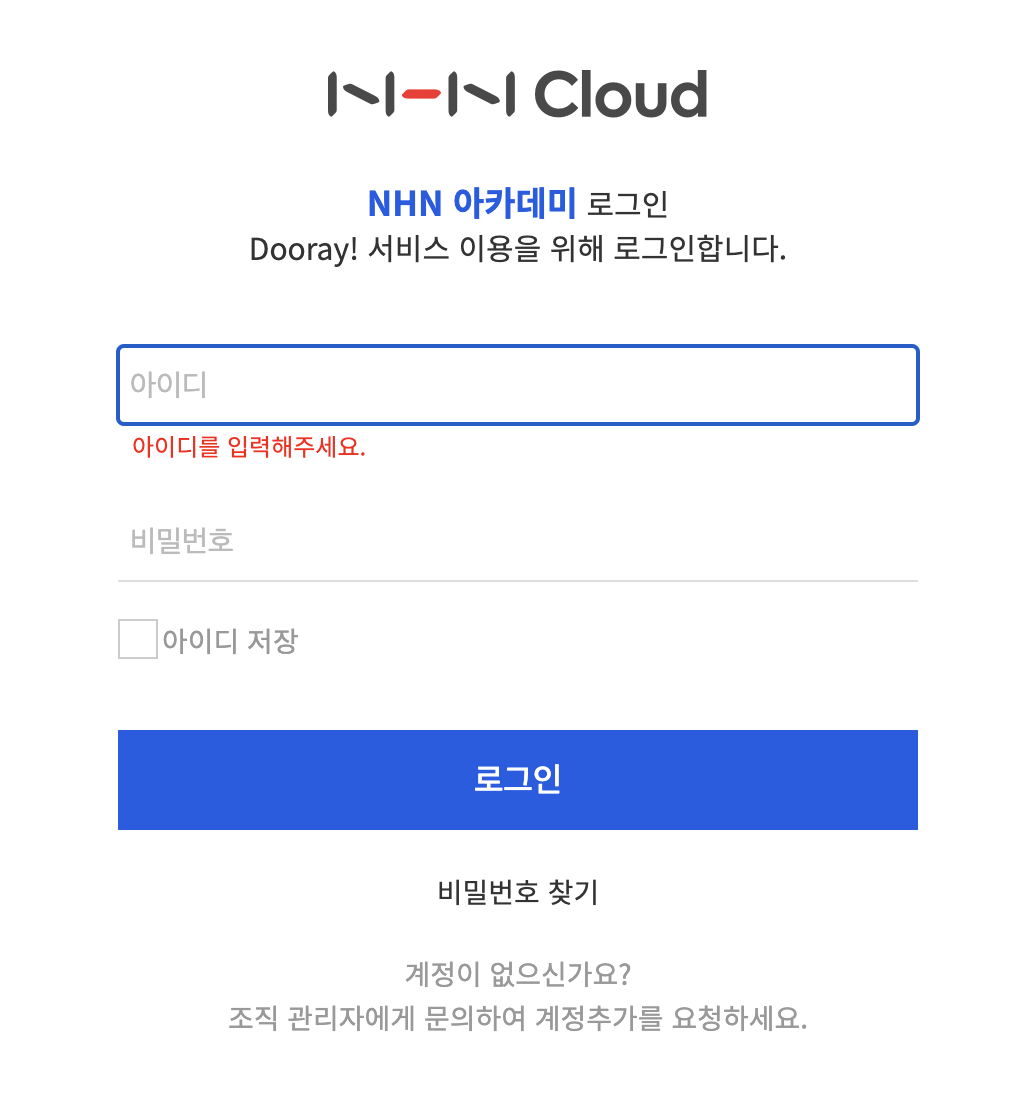 NHN Cloud
NHN 아카데미 로그인
Dooray! 서비스 이용을 위해 로그인합니다.
아이디
아이디를 입력해주세요.
비밀번호
아이디 저장
로그인
비밀번호 찾기
계정이 없으신가요?
조직 관리자에게 문의하여 계정추가를 요청하세요.